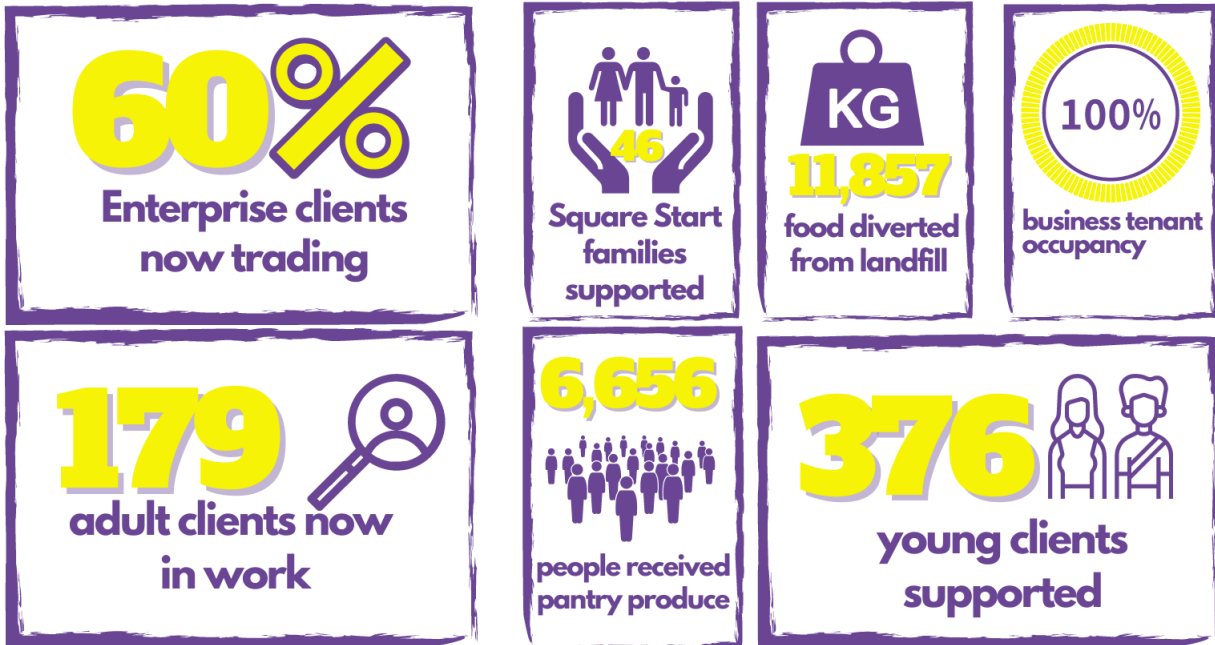 60%
Enterprise clients
now trading
46
Square Start
families
supported
KG
11,857
food diverted
from landfill
100%
business tenant
occupancy
179
adult clients now
in work
6,656
people received
pantry produce
376
young clients
supported